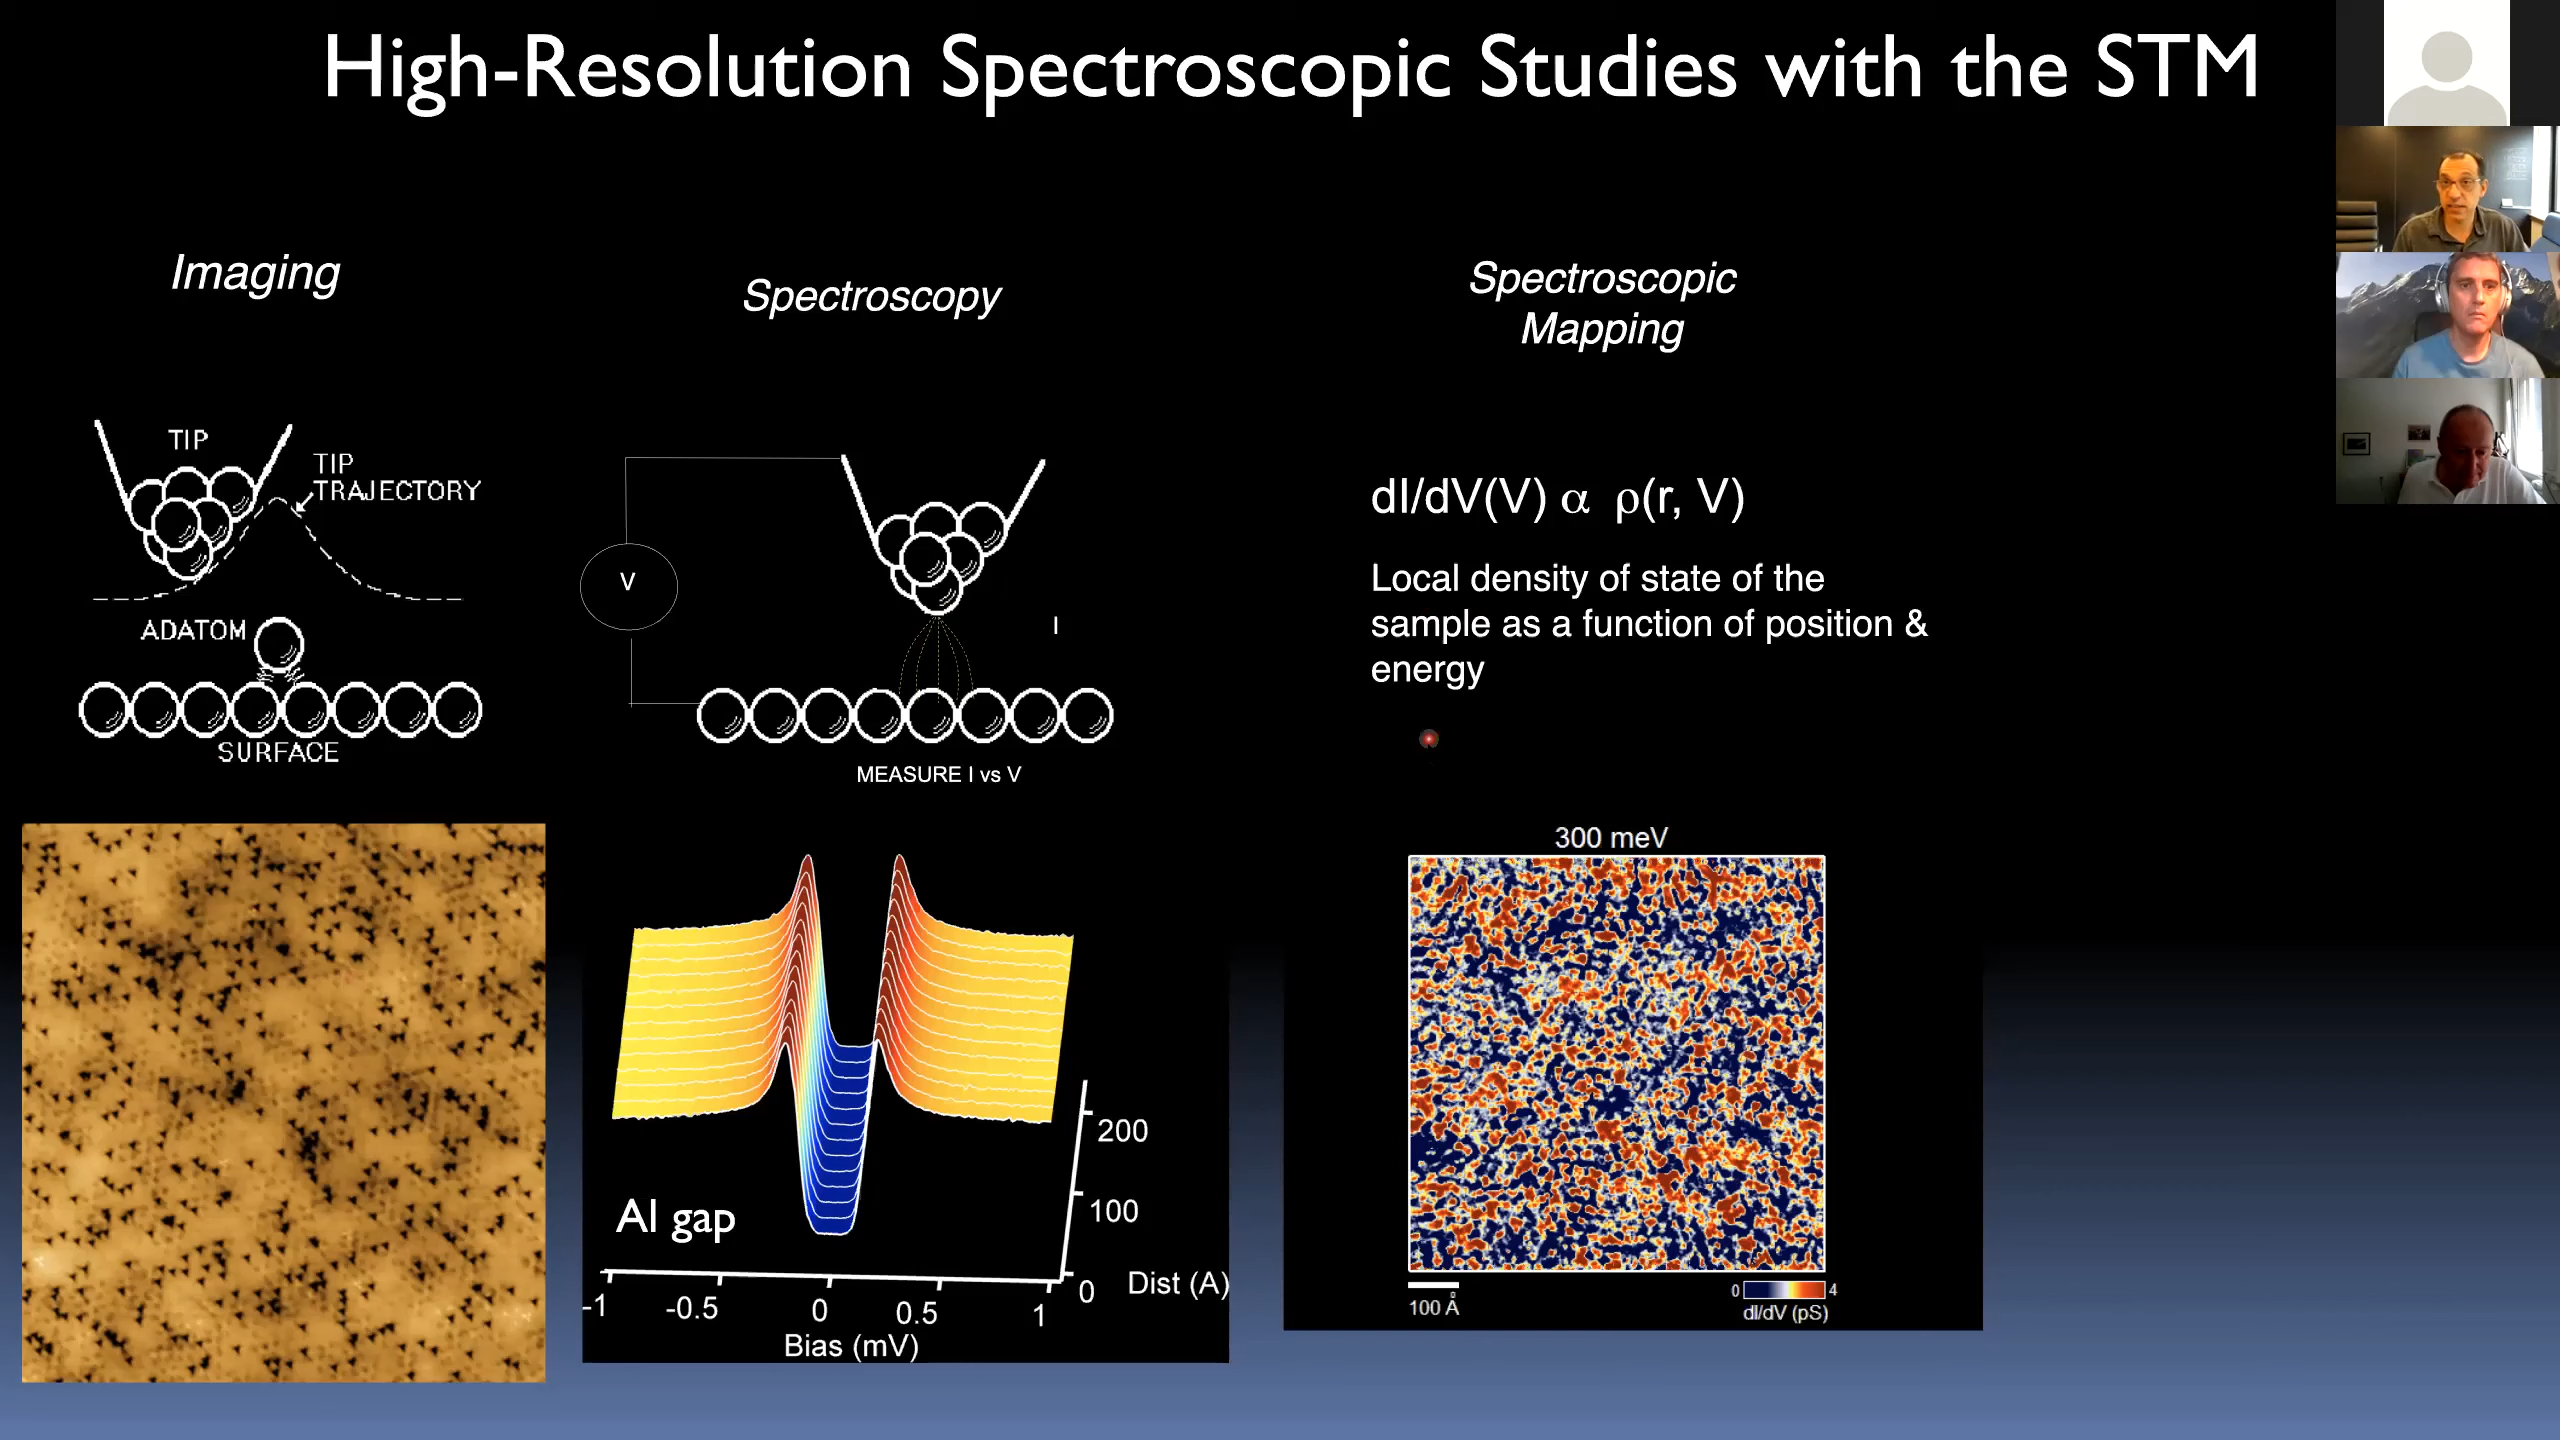 High-Resolution Spectroscopic Studies with the STM
Imaging
TIP
TIP
TRAJECTORY
ADATOM
SURFACE
Spectroscopy
V
I
MEASURE I vs V
Al gap
-1
-0.5
0
0.5
1
Bias (mV)
0
100
200
Dist (A)
Spectroscopic
Mapping
dI/dV(V) α ρ(r, V)
Local density of state of the
sample as a function of position &
energy
300 meV
100 Å
0
4
dI/dV (pS)